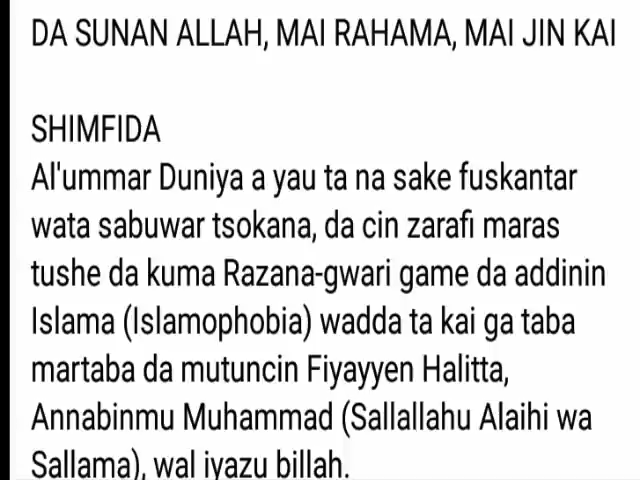 DA SUNAN ALLAH, MAI RAHAMA, MAI JIN KAI
SHIMFIDA
Al'ummar Duniya a yau ta na sake fuskantar
wata sabuwar tsokana, da cin zarafi maras
tushe da kuma Razana-gwari game da addinin
Islama (Islamophobia) wadda ta kai ga taba
martaba da mutuncin Fiyayyen Halitta,
Annabinmu Muhammad (Sallallahu Alaihi wa
Sallama), wal iyazu billah.